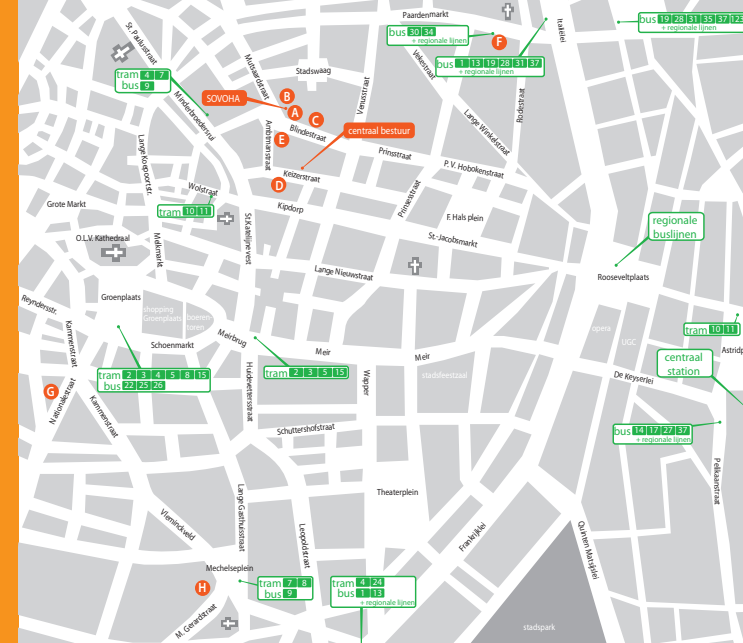 Paardenmarkt
bus 30 34
+ regionale lijnen
F
Italiëlei
bus 19 28 31 35 37 123
+ regionale lijnen
St. Paulusstraat
Mutsaardstraat
Stadswaag
Venusstraat
Vekestraat
bus 1 13 19 28 31 37
+ regionale lijnen
Rodestraat
tram 4 7
bus 9
Minderbroedersrui
SOVOHA
B
A
C
Blindestraat
E
Ambtmanstraat
centraal bestuur
Lange Winkelstraat
Prinsstraat
P. V. Hobokenstraat
Lange Koepoortstr.
Keizerstraat
D
Wolstraat
tram 10 11
Kipdorp
Prinsesstraat
F. Hals plein
Grote Markt
O.L.V. Kathedraal
Melkmarkt
St.Katelijnevest
St.-Jacobsmarkt
regionale
buslijnen
Lange Nieuwstraat
Rooseveltplaats
Reyndersstr.
Groenplaats
shopping
Groenplaats
boeren
toren
Kammenstraat
Schoenmarkt
Meirbrug
Meir
Meir
opera
UGC
tram 10 11
Astridp
centraal
station
tram 2 3 4 5 8 15
bus 22 25 26
tram 2 3 5 15
Huidevettersstraat
Wapper
stadsfeestzaal
De Keyserlei
G
Nationalestraat
Kammenstraat
Schuttershofstraat
bus 14 17 27 37
+ regionale lijnen
Pelikaanstraat
Theaterplein
Vleminckveld
Lange Gasthuisstraat
Leopoldstraat
Frankrijklei
Quinten Matsijslei
Mechelseplein
H
tram 7 8
bus 9
tram 4 24
bus 1 13
+ regionale lijnen
M. Gerardstraat
stadspark